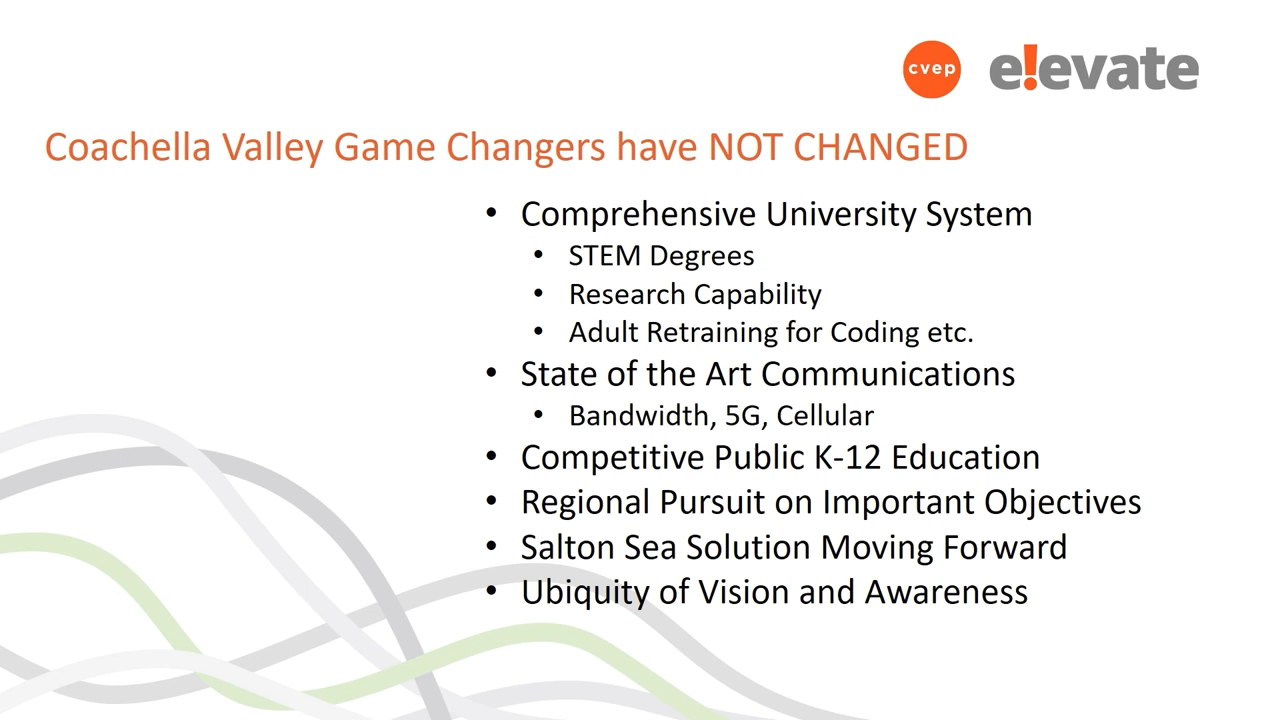 cvep e!evate
Coachella Valley Game Changers have NOT CHANGED
• Comprehensive University System
• STEM Degrees
• Research Capability
• Adult Retraining for Coding etc.
• State of the Art Communications
• Bandwidth, 5G, Cellular
• Competitive Public K-12 Education
• Regional Pursuit on Important Objectives
• Salton Sea Solution Moving Forward
• Ubiquity of Vision and Awareness